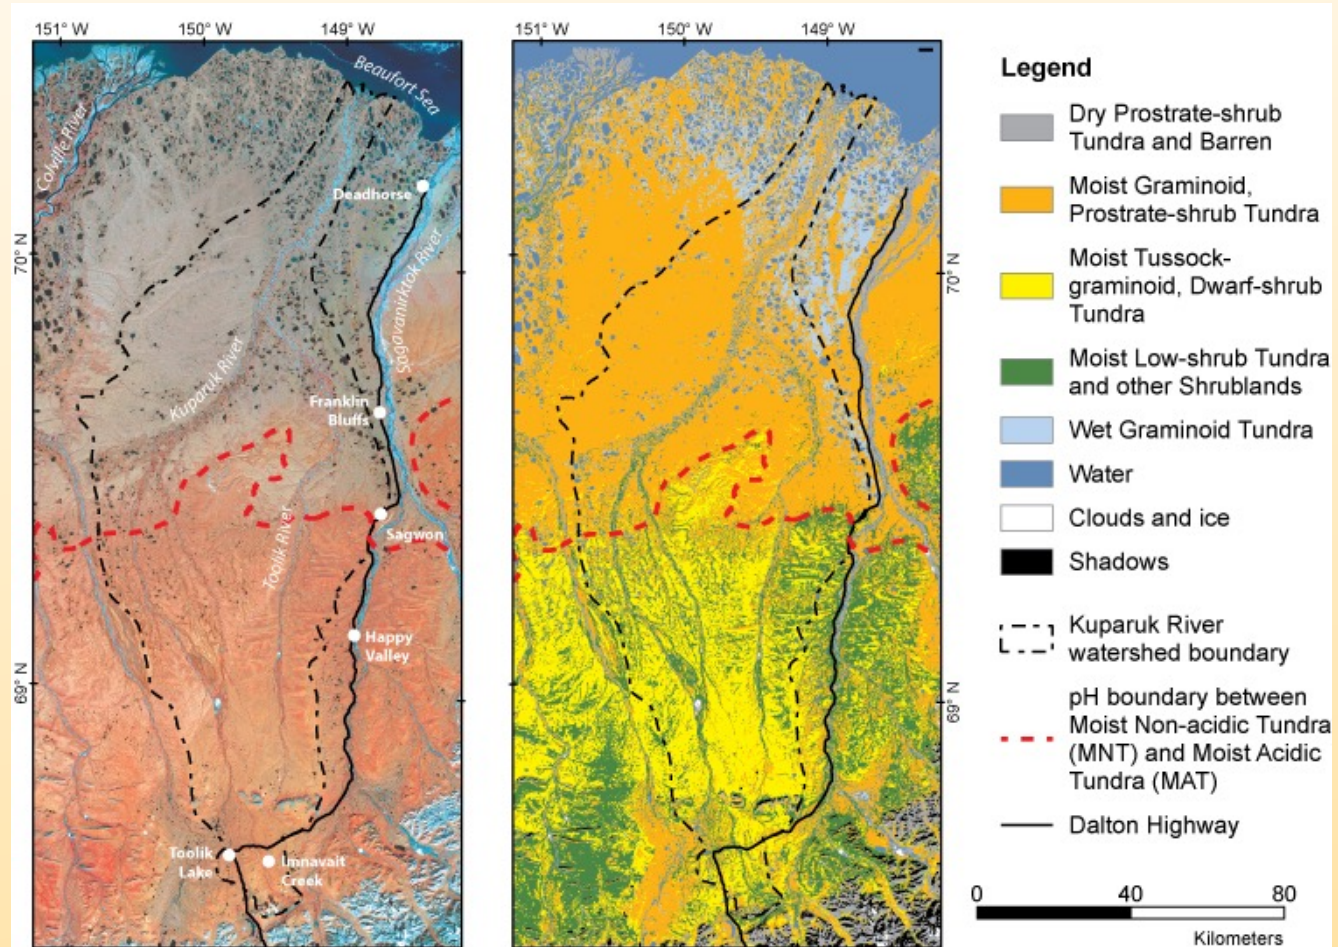 151° W
150° W
149° W
151° W
150° W
149° W
Beaufort Sea
Colville River
Deadhorse
70° N
70° N
Sagavanirktok River
Kuparuk River
Franklin
Bluffs
Sagwon
Toolik River
Happy
Valley
69° N
69° N
Toolik
Lake
Imnavait
Creek
Legend
Dry Prostrate-shrub
Tundra and Barren
Moist Graminoid,
Prostrate-shrub Tundra
Moist Tussock-
graminoid, Dwarf-shrub
Tundra
Moist Low-shrub Tundra
and other Shrublands
Wet Graminoid Tundra
Water
Clouds and ice
Shadows
Kuparuk River
watershed boundary
pH boundary between
Moist Non-acidic Tundra
(MNT) and Moist Acidic
Tundra (MAT)
Dalton Highway
0 40 80
Kilometers